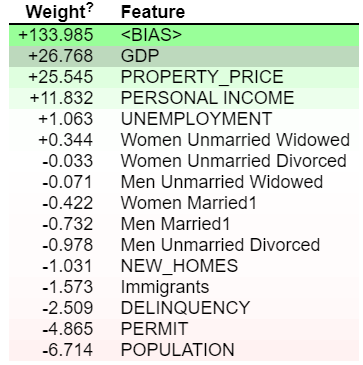 Weight? Feature
+133.985 <BIAS>
+26.768 GDP
+25.545 PROPERTY_PRICE
+11.832 PERSONAL INCOME
+1.063 UNEMPLOYMENT
+0.344 Women Unmarried Widowed
-0.033 Women Unmarried Divorced
-0.071 Men Unmarried Widowed
-0.422 Women Married1
-0.732 Men Married1
-0.978 Men Unmarried Divorced
-1.031 NEW_HOMES
-1.573 Immigrants
-2.509 DELINQUENCY
-4.865 PERMIT
-6.714 POPULATION